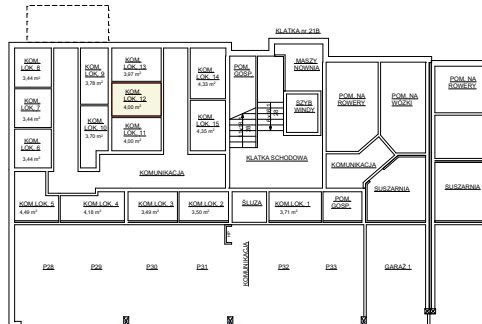 KLATKA nr 21B
KOM.
LOK. 8
3,44 m²
KOM.
LOK. 9
3,78 m²
KOM.
LOK. 13
3,97 m²
KOM.
LOK. 14
4,33 m²
POM.
GOSP.
MASZY
NOWNIA
KOM.
LOK. 7
3,44 m²
KOM.
LOK. 12
4,00 m²
SZYB
WINDY
POM. NA
ROWERY
POM. NA
WÓZKI
POM. NA
ROWERY
KOM.
LOK. 6
3,44 m²
KOM.
LOK. 10
3,70 m²
KOM.
LOK. 11
4,00 m²
KOM.
LOK. 15
4,35 m²
KLATKA SCHODOWA
KOMUNIKACJA
KOMUNIKACJA
SUSZARNIA
SUSZARNIA
KOM.LOK. 5
4,49 m²
KOM.LOK. 4
4,18 m²
KOM.LOK. 3
3,49 m²
KOM.LOK. 2
3,50 m²
ŚLUZA
KOM.LOK. 1
3,71 m²
POM.
GOSP.
P28
P29
P30
P31
KOMUNIKACJA
P32
P33
GARAŻ 1